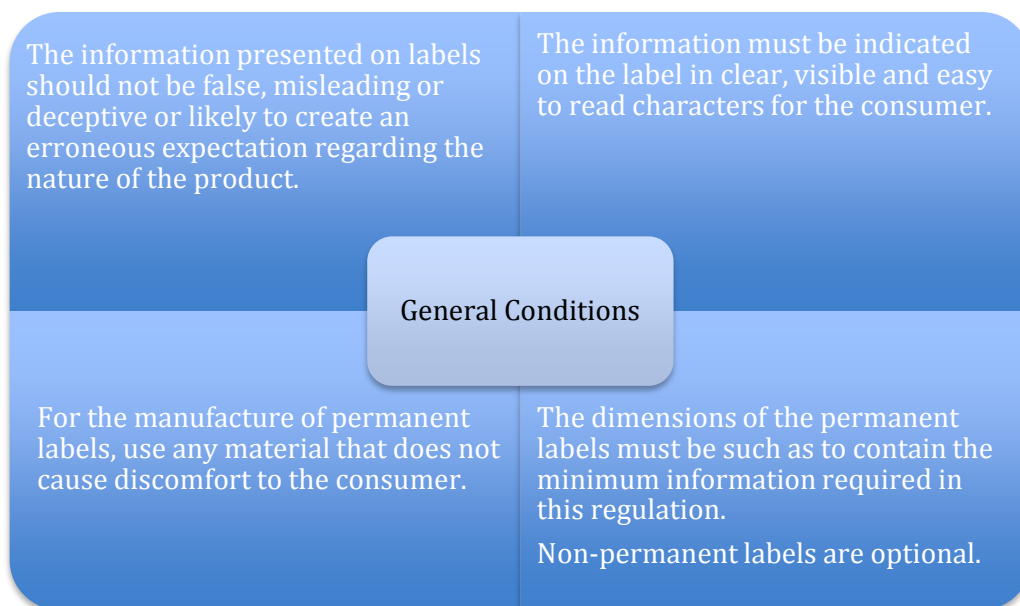 The information presented on labels
should not be false, misleading or
deceptive or likely to create an
erroneous expectation regarding the
nature of the product.
The information must be indicated
on the label in clear, visible and easy
to read characters for the consumer.
General Conditions
For the manufacture of permanent
labels, use any material that does not
cause discomfort to the consumer.
The dimensions of the permanent
labels must be such as to contain the
minimum information required in
this regulation.
Non-permanent labels are optional.